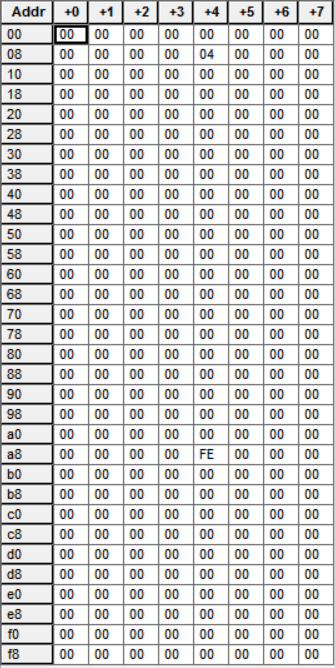 Addr +0 +1 +2 +3 +4 +5 +6 +7
00 00 00 00 00 00 00 00 00
08 00 00 00 00 04 00 00 00
10 00 00 00 00 00 00 00 00
18 00 00 00 00 00 00 00 00
20 00 00 00 00 00 00 00 00
28 00 00 00 00 00 00 00 00
30 00 00 00 00 00 00 00 00
38 00 00 00 00 00 00 00 00
40 00 00 00 00 00 00 00 00
48 00 00 00 00 00 00 00 00
50 00 00 00 00 00 00 00 00
58 00 00 00 00 00 00 00 00
60 00 00 00 00 00 00 00 00
68 00 00 00 00 00 00 00 00
70 00 00 00 00 00 00 00 00
78 00 00 00 00 00 00 00 00
80 00 00 00 00 00 00 00 00
88 00 00 00 00 00 00 00 00
90 00 00 00 00 00 00 00 00
98 00 00 00 00 00 00 00 00
a0 00 00 00 00 00 00 00 00
a8 00 00 00 00 FE 00 00 00
b0 00 00 00 00 00 00 00 00
b8 00 00 00 00 00 00 00 00
c0 00 00 00 00 00 00 00 00
c8 00 00 00 00 00 00 00 00
d0 00 00 00 00 00 00 00 00
d8 00 00 00 00 00 00 00 00
e0 00 00 00 00 00 00 00 00
e8 00 00 00 00 00 00 00 00
f0 00 00 00 00 00 00 00 00
f8 00 00 00 00 00 00 00 00